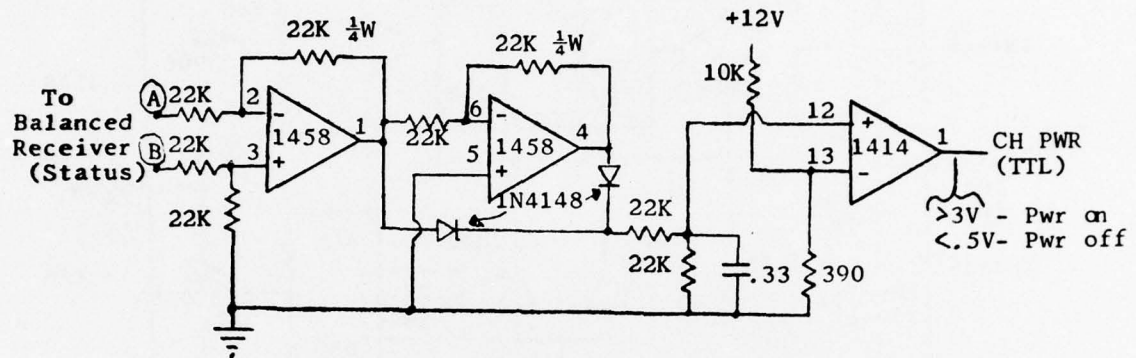 22K ¼W
22K ¼W
+12V
10K
To
Balanced
Receiver
(Status)
A 22K
B 22K
2
-
1458
3
+
1
22K
22K
6
-
5
1458
+
4
1N4148
22K
22K
.33
390
12
+
1414
13
-
1
CH PWR
(TTL)
>3V - Pwr on
<.5V- Pwr off